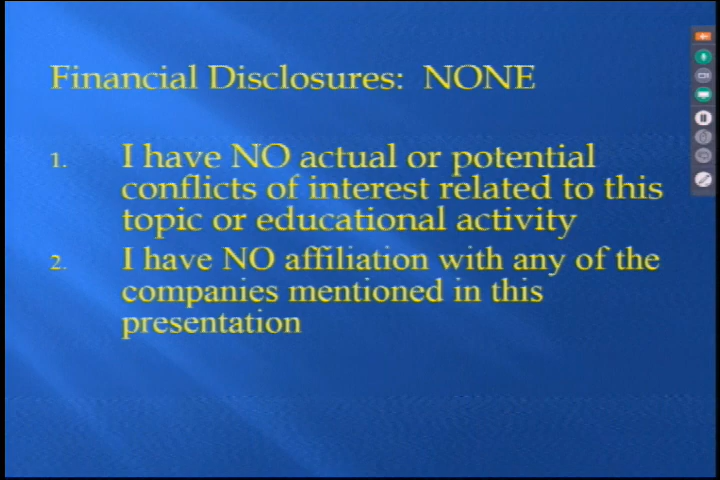 Financial Disclosures: NONE
1. I have NO actual or potential
conflicts of interest related to this
topic or educational activity
2. I have NO affiliation with any of the
companies mentioned in this
presentation